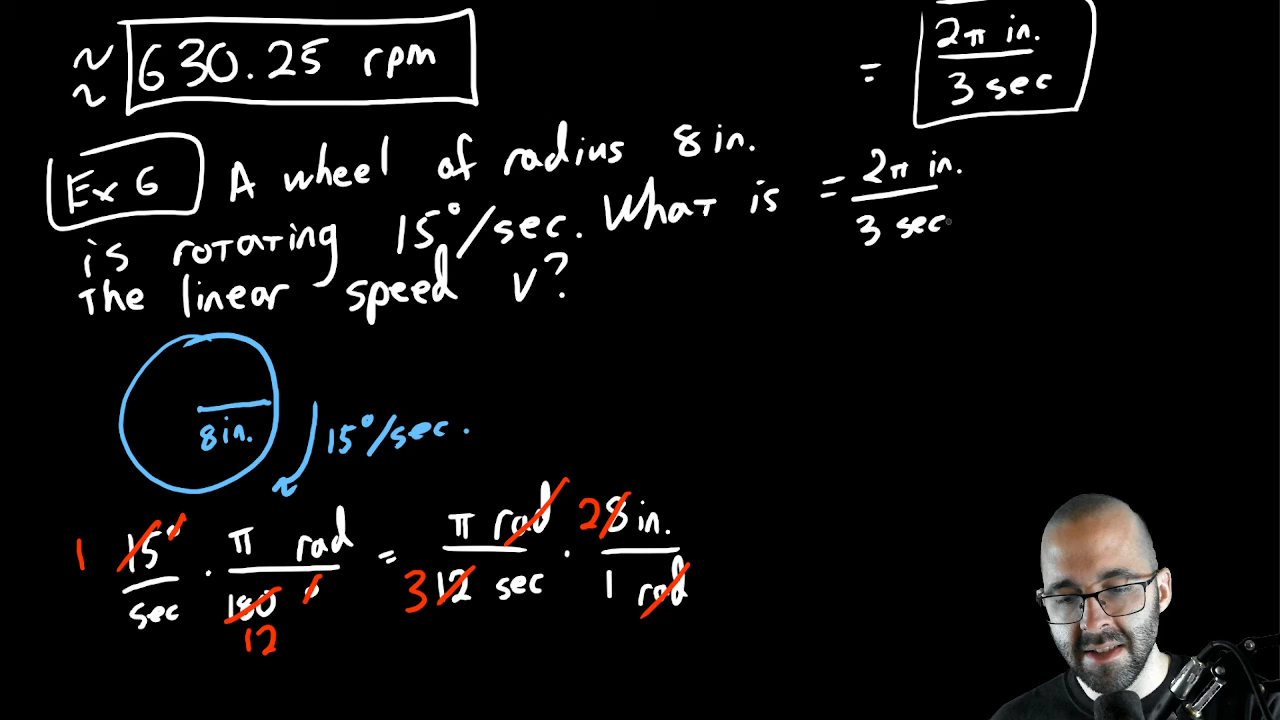 ≈ 630.25 rpm
= 2π in. / 3 sec
Ex 6 A wheel of radius 8 in.
is rotating 15°/sec. What is
the linear speed v?
= 2π in. / 3 sec
8 in.
15°/sec.
1 15° / sec · π rad / 180° 12 = π rad / 3 12 sec · 2 8 in. / 1 rad